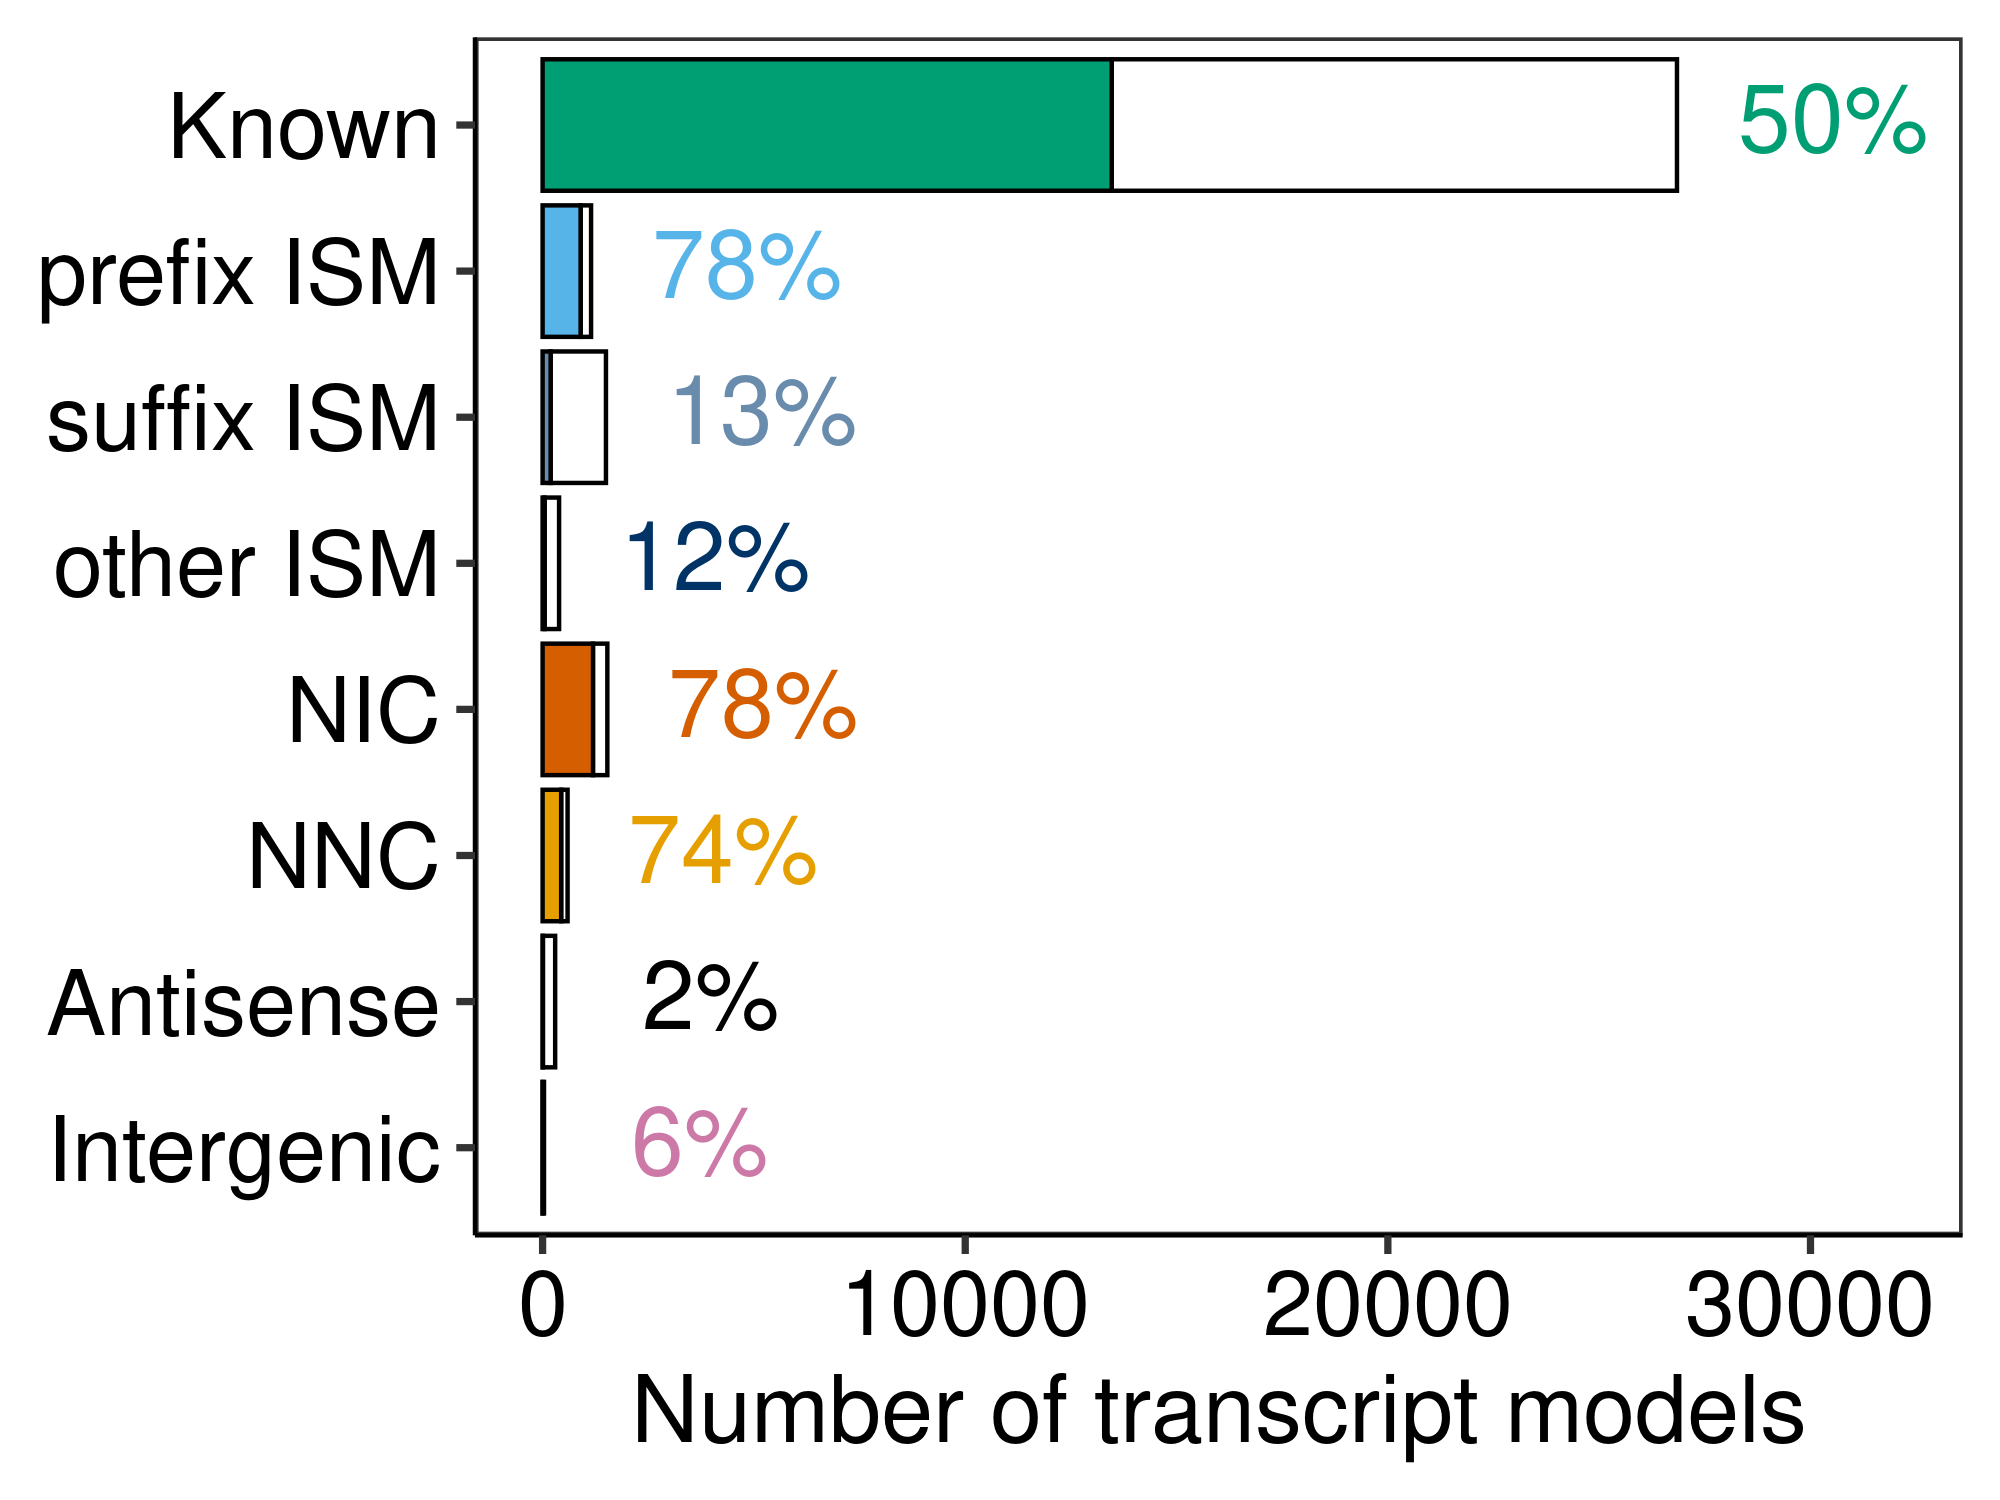 Known 50%
prefix ISM 78%
suffix ISM 13%
other ISM 12%
NIC 78%
NNC 74%
Antisense 2%
Intergenic 6%
0 10000 20000 30000
Number of transcript models